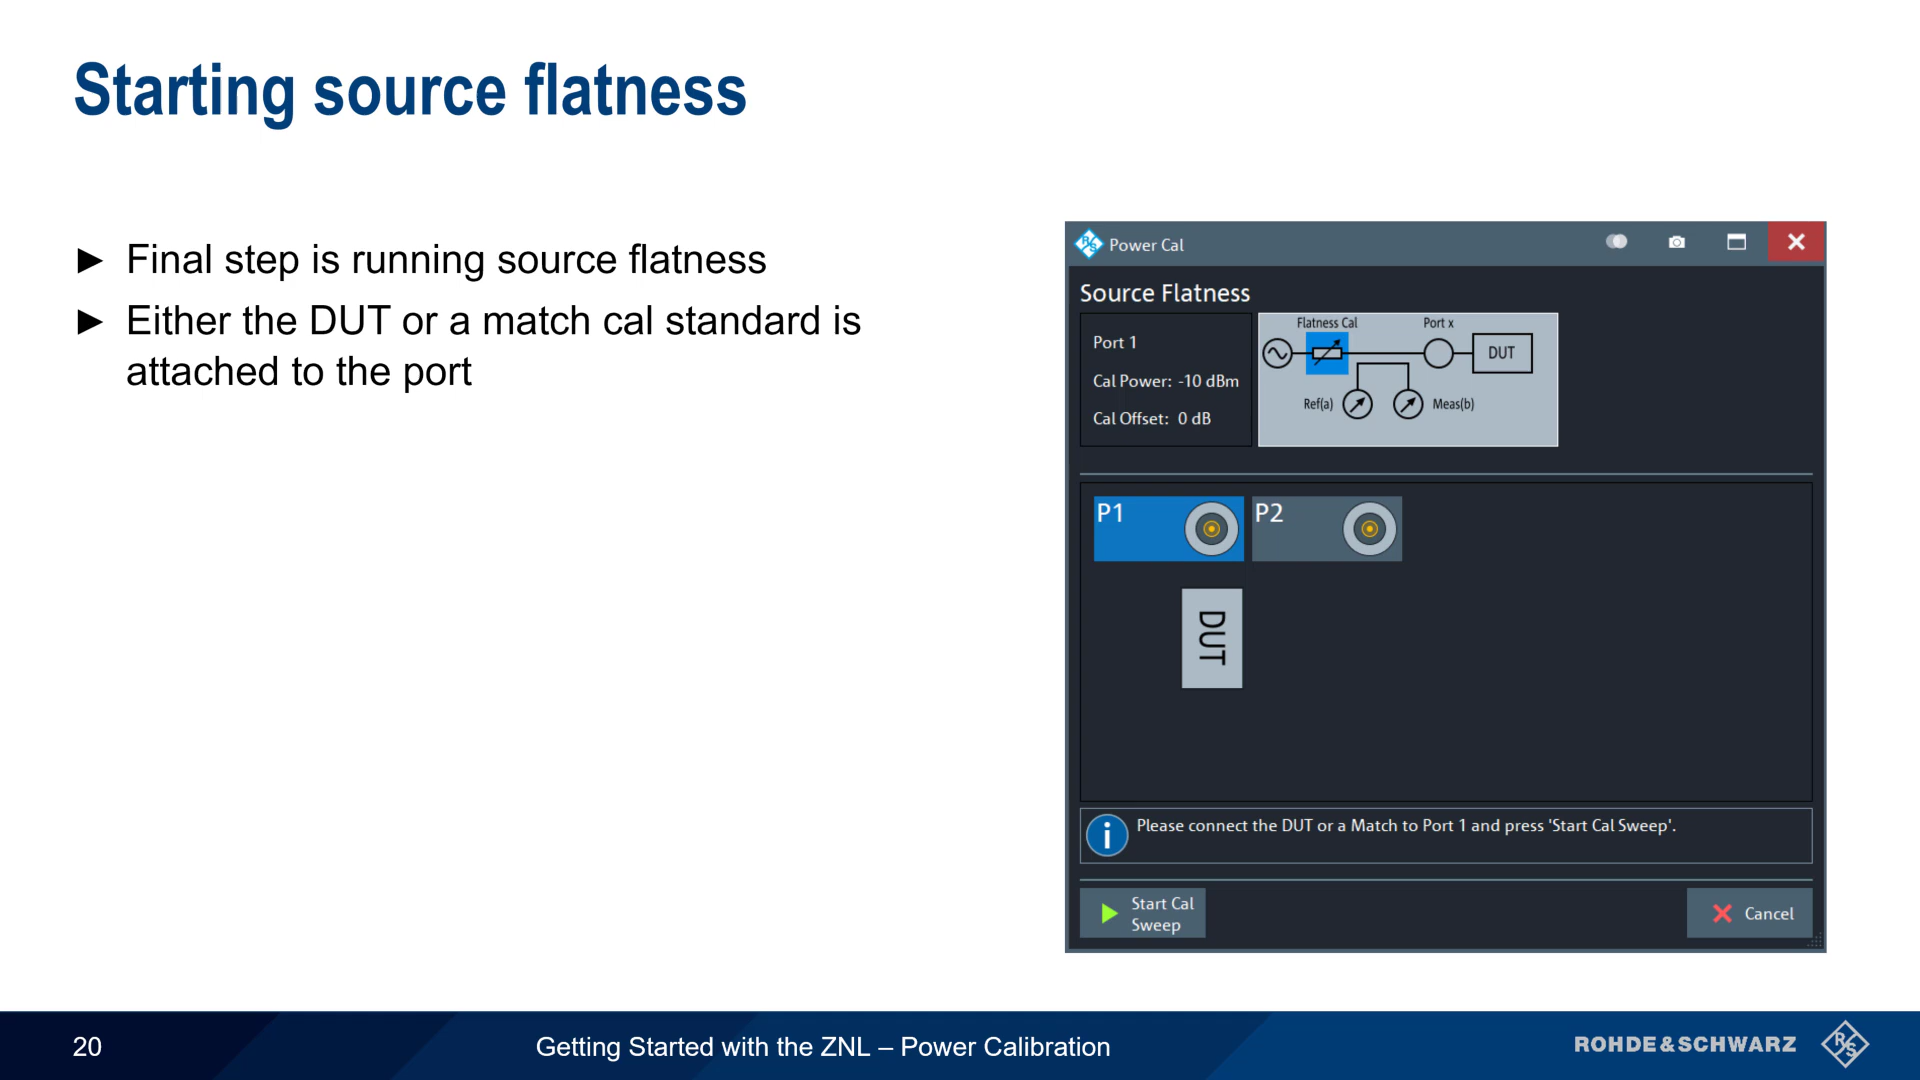 Starting source flatness
► Final step is running source flatness
► Either the DUT or a match cal standard is
attached to the port
Power Cal
Source Flatness
Port 1
Cal Power: -10 dBm
Cal Offset: 0 dB
Flatness Cal
Port x
DUT
Ref(a)
Meas(b)
P1
P2
DUT
Please connect the DUT or a Match to Port 1 and press 'Start Cal Sweep'.
Start Cal
Sweep
Cancel
20
Getting Started with the ZNL – Power Calibration
ROHDE&SCHWARZ
R&S